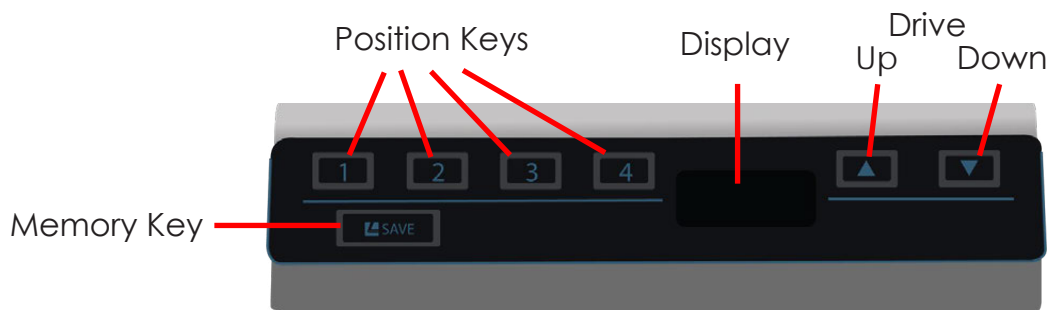 Drive
Position Keys
Display
Up
Down
1
2
3
4
Memory Key
SAVE